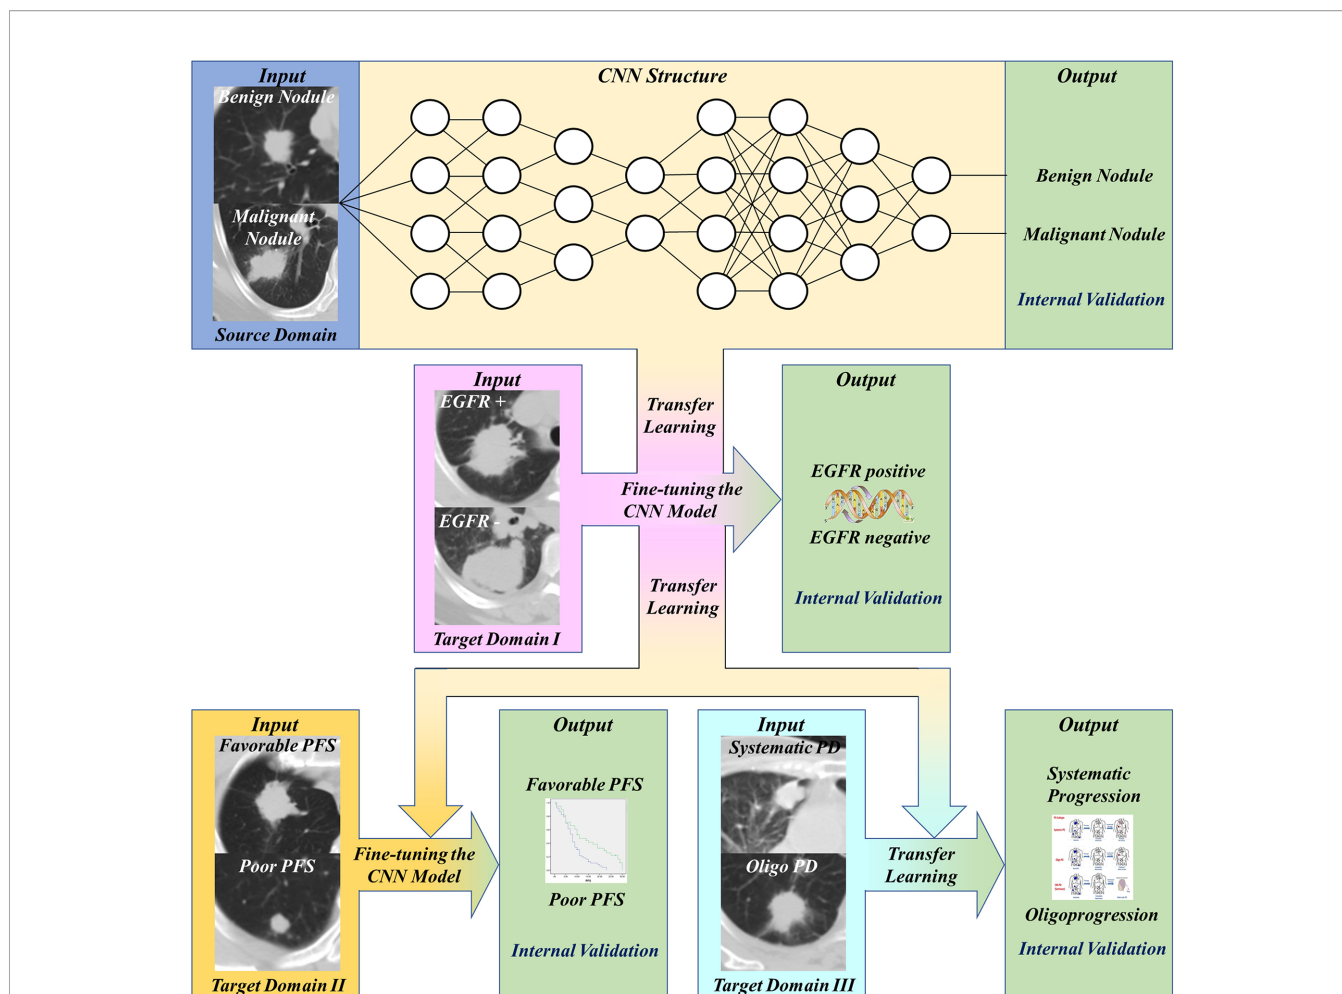 Input
CNN Structure
Output
Benign Nodule
Malignant
Nodule
Source Domain
Benign Nodule
Malignant Nodule
Internal Validation
Input
EGFR +
EGFR -
Target Domain I
Transfer
Learning
Fine-tuning the
CNN Model
Transfer
Learning
Output
EGFR positive
EGFR negative
Internal Validation
Input
Favorable PFS
Poor PFS
Target Domain II
Fine-tuning the
CNN Model
Output
Favorable PFS
Poor PFS
Internal Validation
Input
Systematic PD
Oligo PD
Target Domain III
Transfer
Learning
Output
Systematic
Progression
Oligoprogression
Internal Validation